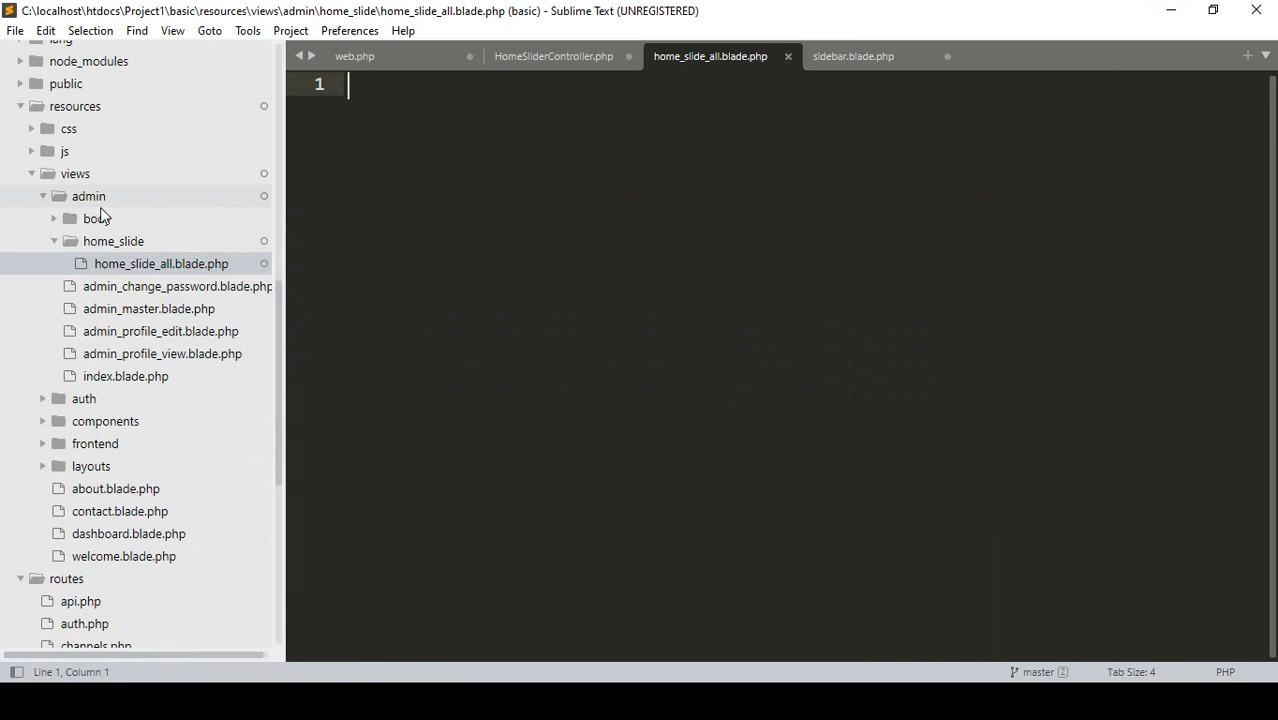 C:\localhost\htdocs\Project1\basic\resources\views\admin\home_slide\home_slide_all.blade.php (basic) - Sublime Text (UNREGISTERED)
File Edit Selection Find View Goto Tools Project Preferences Help
web.php HomeSliderController.php home_slide_all.blade.php sidebar.blade.php
lang
node_modules
public
resources
css
js
views
admin
home_slide
home_slide_all.blade.php
admin_change_password.blade.php
admin_master.blade.php
admin_profile_edit.blade.php
admin_profile_view.blade.php
index.blade.php
auth
components
frontend
layouts
about.blade.php
contact.blade.php
dashboard.blade.php
welcome.blade.php
routes
api.php
auth.php
channels.php
1
Line 1, Column 1 master 2 Tab Size: 4 PHP